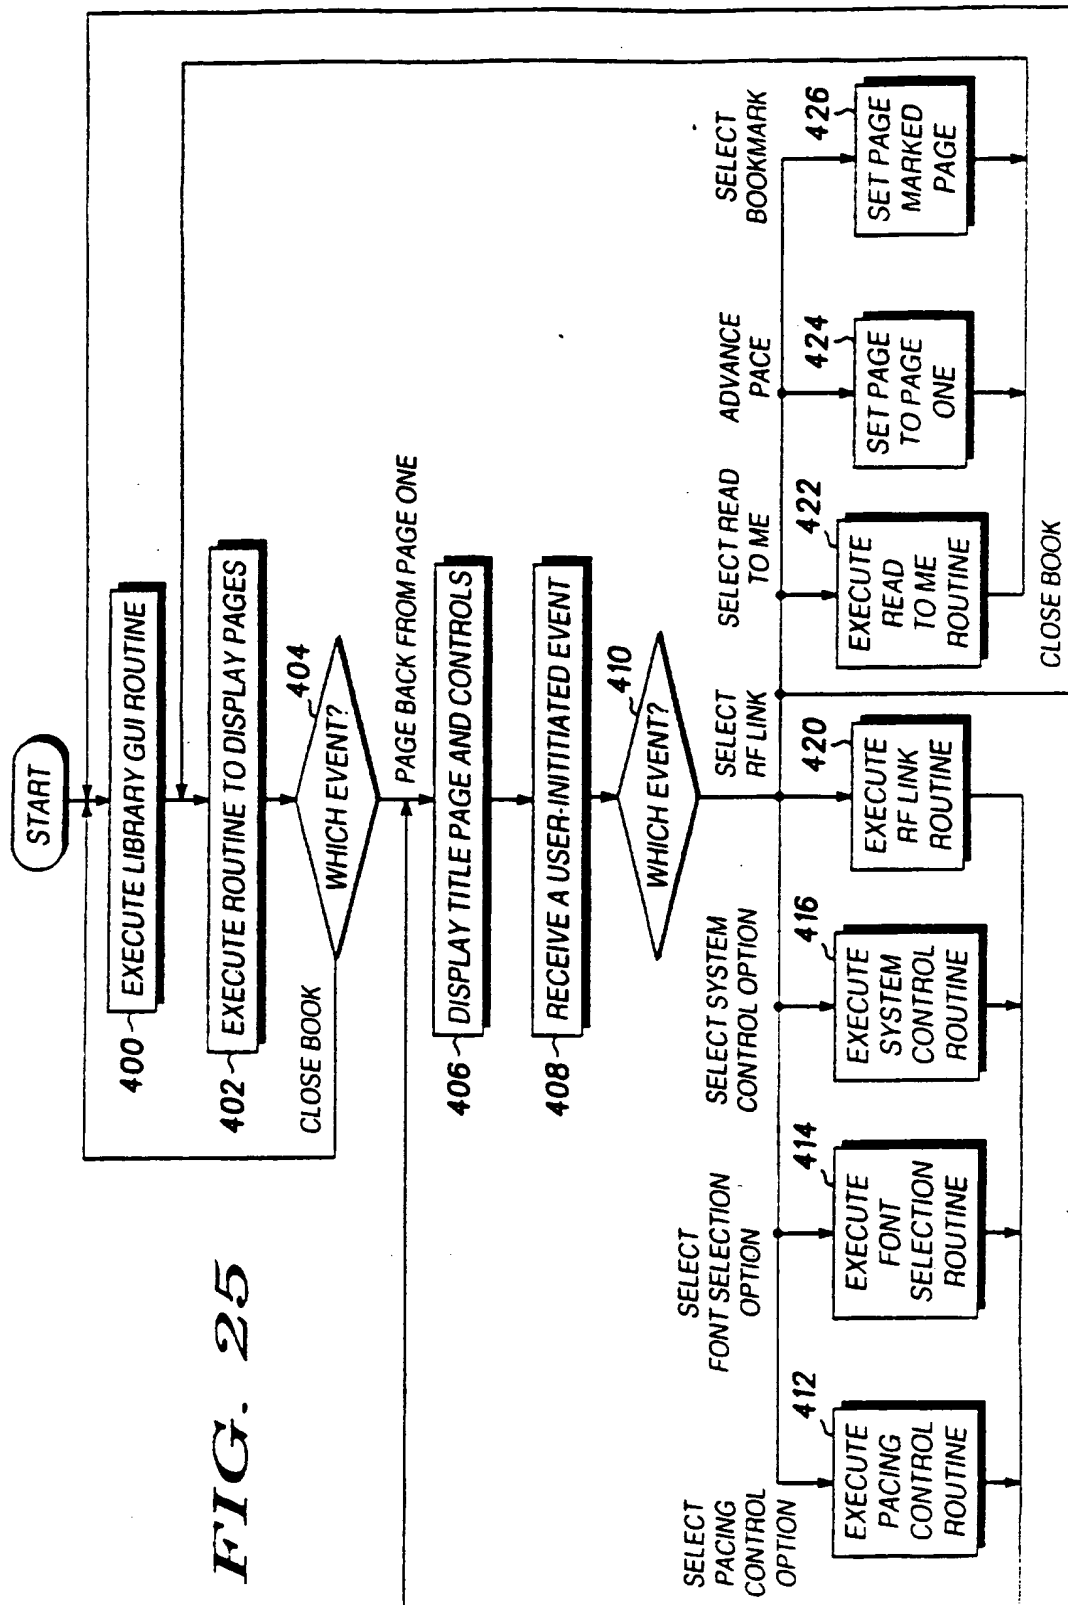 FIG. 25
START
400
EXECUTE LIBRARY GUI ROUTINE
402
EXECUTE ROUTINE TO DISPLAY PAGES
WHICH EVENT?
404
CLOSE BOOK
PAGE BACK FROM PAGE ONE
406
DISPLAY TITLE PAGE AND CONTROLS
408
RECEIVE A USER-INITIATED EVENT
WHICH EVENT?
410
SELECT
PACING
CONTROL
OPTION
412
EXECUTE
PACING
CONTROL
ROUTINE
SELECT
FONT SELECTION
OPTION
414
EXECUTE
FONT
SELECTION
ROUTINE
SELECT SYSTEM
CONTROL OPTION
416
EXECUTE
SYSTEM
CONTROL
ROUTINE
SELECT
RF LINK
420
EXECUTE
RF LINK
ROUTINE
SELECT READ
TO ME
422
EXECUTE
READ
TO ME
ROUTINE
ADVANCE
PACE
424
SET PAGE
TO PAGE
ONE
SELECT
BOOKMARK
426
SET PAGE
MARKED
PAGE
CLOSE BOOK